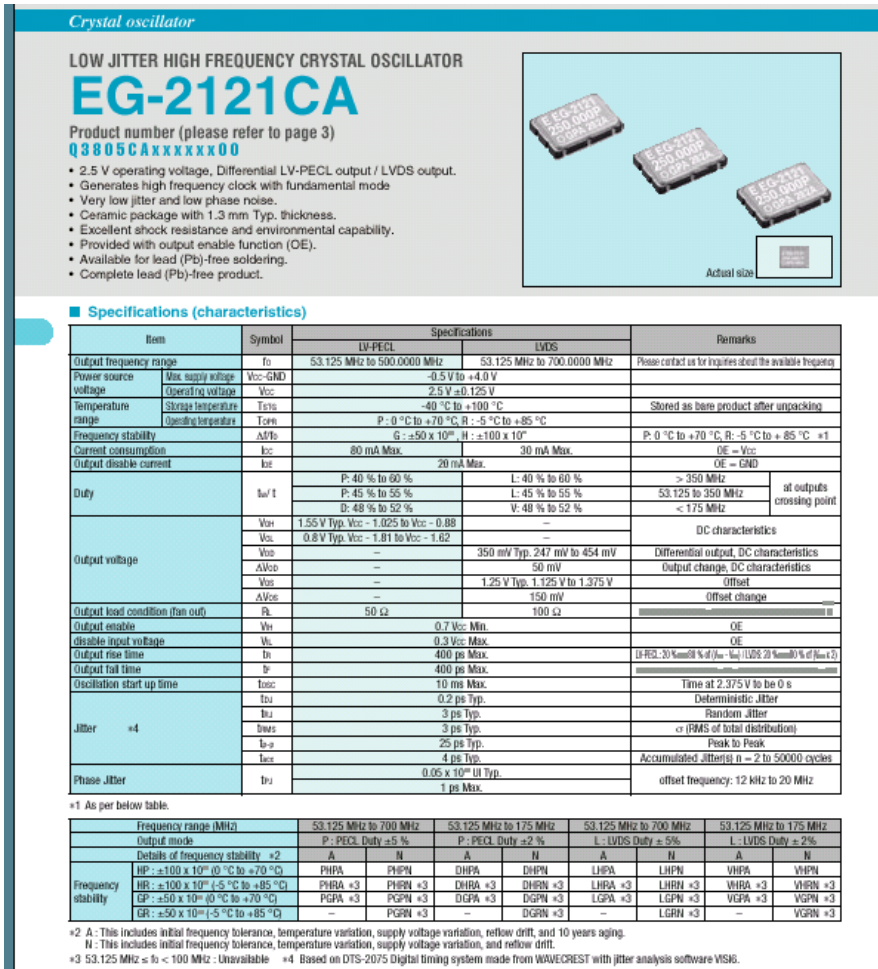 Crystal oscillator
LOW JITTER HIGH FREQUENCY CRYSTAL OSCILLATOR
EG-2121CA
Product number (please refer to page 3)
Q3805CAxxxxxx00
• 2.5 V operating voltage, Differential LV-PECL output / LVDS output.
• Generates high frequency clock with fundamental mode
• Very low jitter and low phase noise.
• Ceramic package with 1.3 mm Typ. thickness.
• Excellent shock resistance and environmental capability.
• Provided with output enable function (OE).
• Available for lead (Pb)-free soldering.
• Complete lead (Pb)-free product.
E EG-2121
250.000P
O GPA 292A
E EG-2121
250.000P
O GPA 292A
E EG-2121
250.000P
O GPA 292A
Actual size
■ Specifications (characteristics)
Item Symbol Specifications Remarks
LV-PECL LVDS
Output frequency range fo 53.125 MHz to 500.0000 MHz 53.125 MHz to 700.0000 MHz Please contact us for inquiries about the available frequency
Power source voltage Max. supply voltage Vcc-GND -0.5 V to +4.0 V
Operating voltage Vcc 2.5 V ±0.125 V
Temperature range Storage temperature TSTG -40 °C to +100 °C Stored as bare product after unpacking
Operating temperature TOPR P : 0 °C to +70 °C, R : -5 °C to +85 °C
Frequency stability Δf/fo G : ±50 x 10 , H : ±100 x 10 P: 0 °C to +70 °C, R: -5 °C to + 85 °C *1
Current consumption Icc 80 mA Max. 30 mA Max. OE = Vcc
Output disable current IOE 20 mA Max. OE = GND
Duty tw/ t P: 40 % to 60 % L: 40 % to 60 % > 350 MHz at outputs crossing point
P: 45 % to 55 % L: 45 % to 55 % 53.125 to 350 MHz
D: 48 % to 52 % V: 48 % to 52 % < 175 MHz
Output voltage VOH 1.55 V Typ. Vcc - 1.025 to Vcc - 0.88 – DC characteristics
VOL 0.8 V Typ. Vcc - 1.81 to Vcc - 1.62 –
VOD – 350 mV Typ. 247 mV to 454 mV Differential output, DC characteristics
ΔVOD – 50 mV Output change, DC characteristics
VOS – 1.25 V Typ. 1.125 V to 1.375 V Offset
ΔVOS – 150 mV Offset change
Output load condition (fan out) RL 50 Ω 100 Ω
Output enable VIH 0.7 Vcc Min. OE
disable input voltage VIL 0.3 Vcc Max. OE
Output rise time tR 400 ps Max.
Output fall time tF 400 ps Max.
Oscillation start up time tosc 10 ms Max. Time at 2.375 V to be 0 s
Jitter *4 tDJ 0.2 ps Typ. Deterministic Jitter
tRJ 3 ps Typ. Random Jitter
tRMS 3 ps Typ. σ (RMS of total distribution)
tp-p 25 ps Typ. Peak to Peak
tacc 4 ps Typ. Accumulated Jitter(s) n = 2 to 50000 cycles
Phase Jitter tPJ 0.05 x 10 UI Typ. offset frequency: 12 kHz to 20 MHz
1 ps Max.
*1 As per below table.
Frequency range (MHz) 53.125 MHz to 700 MHz 53.125 MHz to 175 MHz 53.125 MHz to 700 MHz 53.125 MHz to 175 MHz
Output mode P : PECL Duty ±5 % P : PECL Duty ±2 % L : LVDS Duty ± 5% L : LVDS Duty ± 2%
Details of frequency stability *2 A N A N A N A N
Frequency stability HP : ±100 x 10 (0 °C to +70 °C) PHPA PHPN DHPA DHPN LHPA LHPN VHPA VHPN
HR : ±100 x 10 (-5 °C to +85 °C) PHRA *3 PHRN *3 DHRA *3 DHRN *3 LHRA *3 LHRN *3 VHRA *3 VHRN *3
GP : ±50 x 10 (0 °C to +70 °C) PGPA *3 PGPN *3 DGPA *3 DGPN *3 LGPA *3 LGPN *3 VGPA *3 VGPN *3
GR : ±50 x 10 (-5 °C to +85 °C) – PGRN *3 – DGRN *3 – LGRN *3 – VGRN *3
*2 A : This includes initial frequency tolerance, temperature variation, supply voltage variation, reflow drift, and 10 years aging.
N : This includes initial frequency tolerance, temperature variation, supply voltage variation, and reflow drift.
*3 53.125 MHz ≤ fo < 100 MHz : Unavailable *4 Based on DTS-2075 Digital timing system made from WAVECREST with jitter analysis software VISI6.